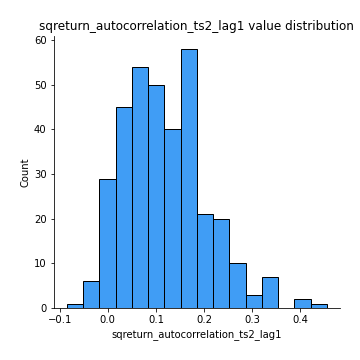 sqreturn_autocorrelation_ts2_lag1 value distribution
60
50
40
30
20
10
0
Count
−0.1 0.0 0.1 0.2 0.3 0.4
sqreturn_autocorrelation_ts2_lag1